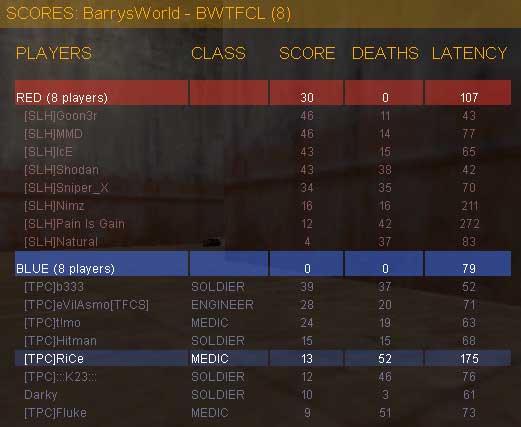 SCORES: BarrysWorld - BWTFCL (8)
PLAYERS CLASS SCORE DEATHS LATENCY
RED (8 players) 30 0 107
[SLH]Goon3r 46 11 43
[SLH]MMD 46 14 77
[SLH]IcE 43 15 65
[SLH]Shodan 43 38 42
[SLH]Sniper_X 34 35 70
[SLH]Nimz 16 16 211
[SLH]Pain Is Gain 12 42 272
[SLH]Natural 4 37 83
BLUE (8 players) 0 0 79
[TPC]b333 SOLDIER 39 37 52
[TPC]eVilAsmo[TFCS] ENGINEER 28 20 71
[TPC]t!mo MEDIC 24 19 63
[TPC]Hitman SOLDIER 15 15 68
[TPC]RiCe MEDIC 13 52 175
[TPC]:::K23::: SOLDIER 12 46 76
Darky SOLDIER 10 3 61
[TPC]Fluke MEDIC 9 51 73